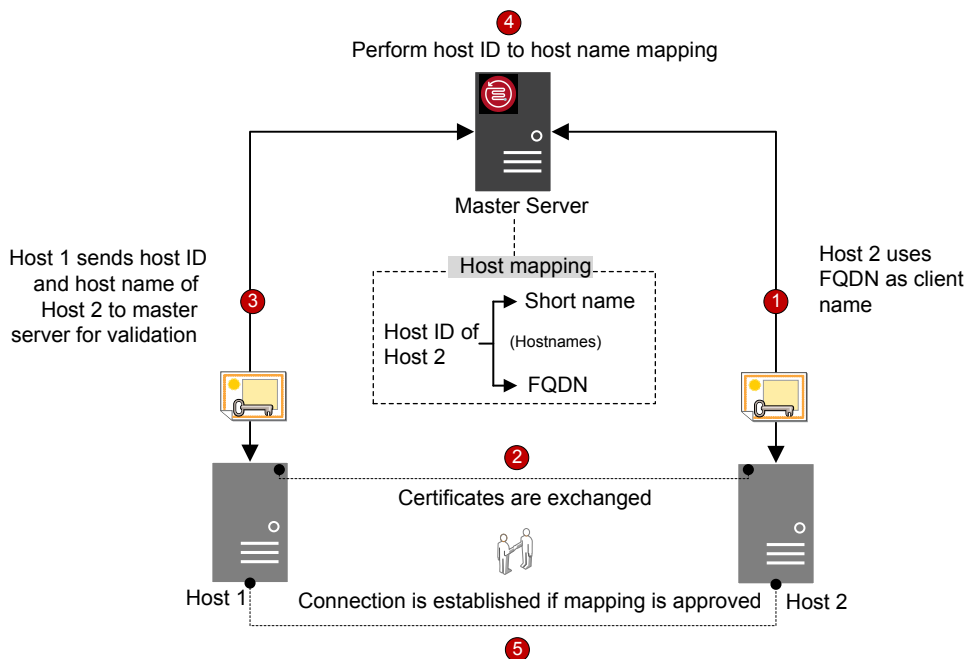 4
Perform host ID to host name mapping
Master Server
Host 1 sends host ID
and host name of
Host 2 to master
server for validation
3
Host mapping
Short name
Host ID of
Host 2
(Hostnames)
FQDN
1
Host 2 uses
FQDN as client
name
2
Certificates are exchanged
Host 1
Connection is established if mapping is approved
Host 2
5